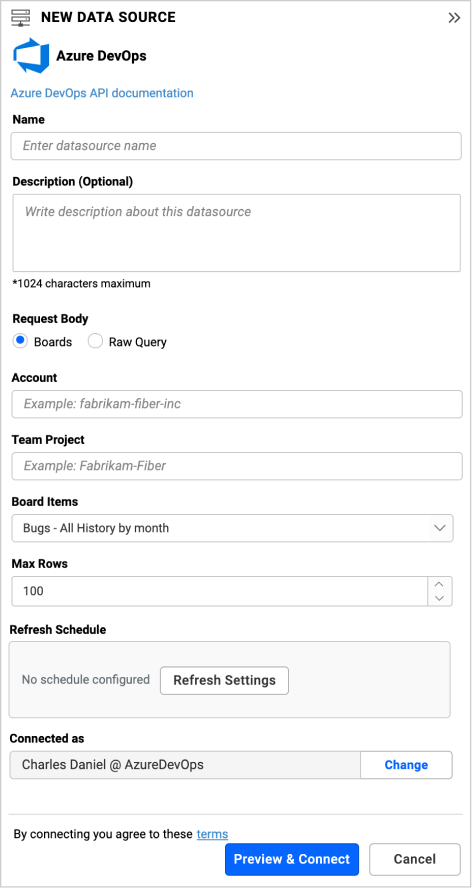 NEW DATA SOURCE
Azure DevOps
Azure DevOps API documentation
Name
Enter datasource name
Description (Optional)
Write description about this datasource
*1024 characters maximum
Request Body
Boards Raw Query
Account
Example: fabrikam-fiber-inc
Team Project
Example: Fabrikam-Fiber
Board Items
Bugs - All History by month
Max Rows
100
Refresh Schedule
No schedule configured Refresh Settings
Connected as
Charles Daniel @ AzureDevOps Change
By connecting you agree to these terms
Preview & Connect Cancel